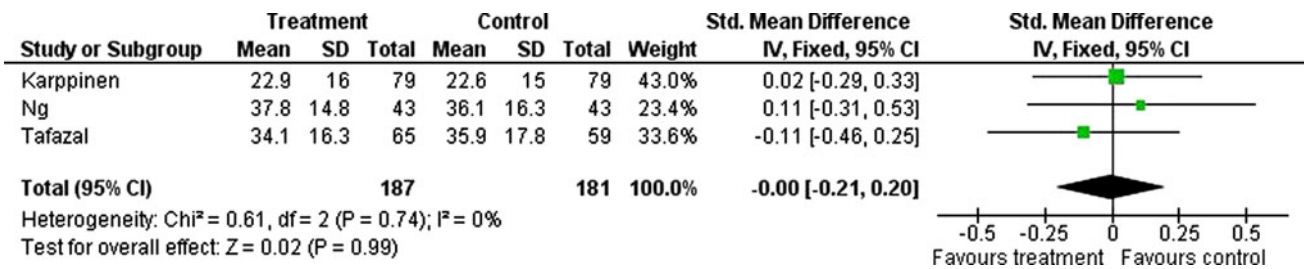 Treatment Control Std. Mean Difference Std. Mean Difference
Study or Subgroup Mean SD Total Mean SD Total Weight IV, Fixed, 95% CI IV, Fixed, 95% CI
Karppinen 22.9 16 79 22.6 15 79 43.0% 0.02 [-0.29, 0.33]
Ng 37.8 14.8 43 36.1 16.3 43 23.4% 0.11 [-0.31, 0.53]
Tafazal 34.1 16.3 65 35.9 17.8 59 33.6% -0.11 [-0.46, 0.25]
Total (95% CI) 187 181 100.0% -0.00 [-0.21, 0.20]
Heterogeneity: Chi² = 0.61, df = 2 (P = 0.74); I² = 0%
Test for overall effect: Z = 0.02 (P = 0.99)
-0.5 -0.25 0 0.25 0.5
Favours treatment Favours control